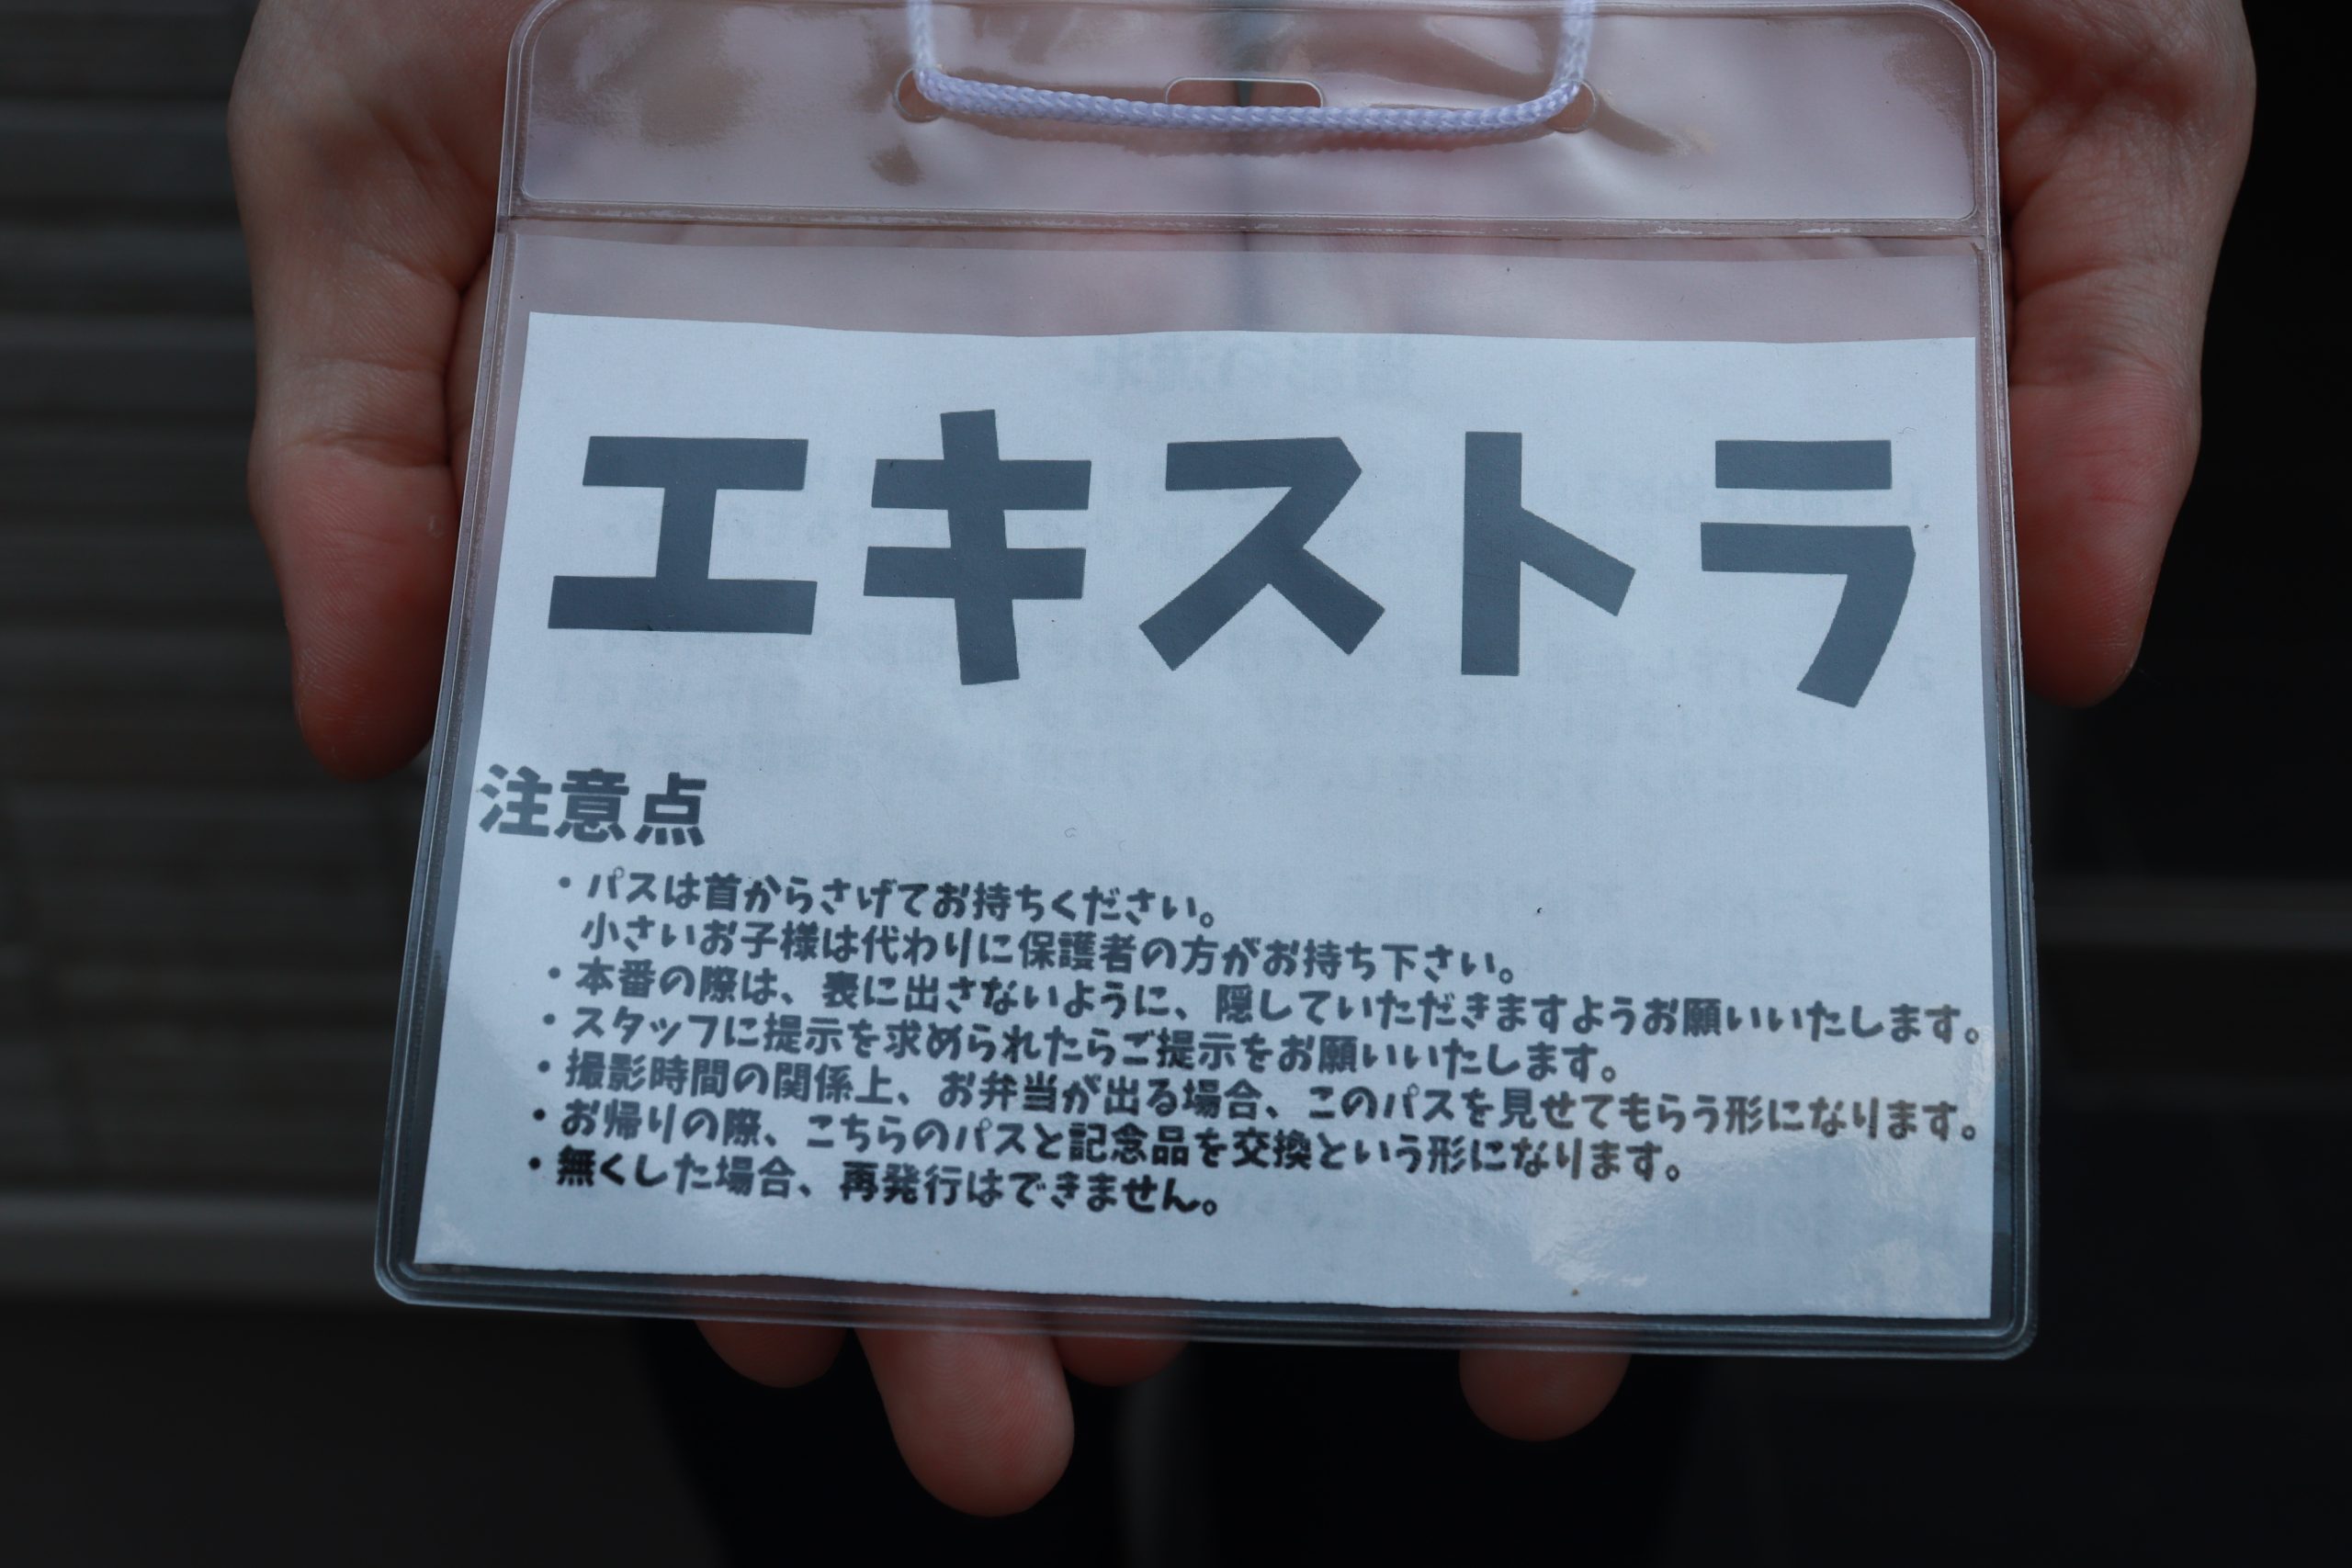 エキストラ
注意点
・パスは首からさげてお持ちください。
小さいお子様は代わりに保護者の方がお持ち下さい。
・本番の際は、表に出さないように、隠していただきますようお願いいたします。
・スタッフに提示を求められたらご提示をお願いいたします。
・撮影時間の関係上、お弁当が出る場合、このパスを見せてもらう形になります。
・お帰りの際、こちらのパスと記念品を交換という形になります。
・無くした場合、再発行はできません。